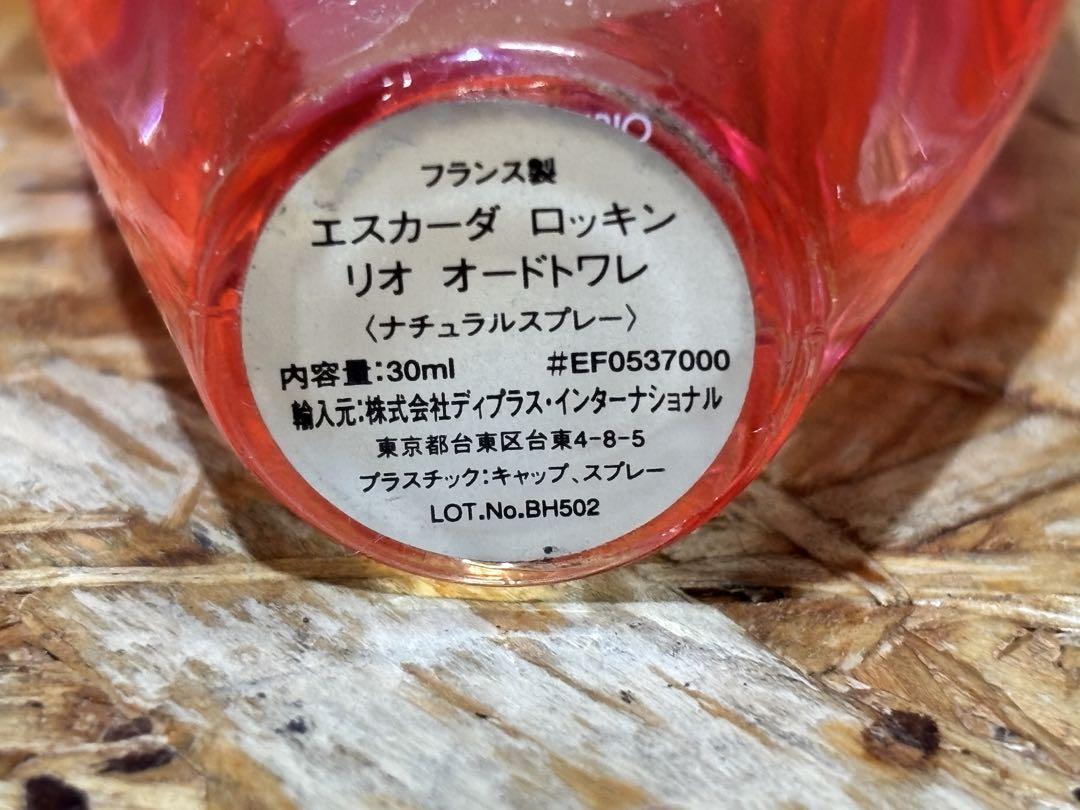 フランス製
エスカーダ ロッキン
リオ オードトワレ
〈ナチュラルスプレー〉
内容量:30ml #EF0537000
輸入元:株式会社ディプラス・インターナショナル
東京都台東区台東4-8-5
プラスチック:キャップ、スプレー
LOT.No.BH502